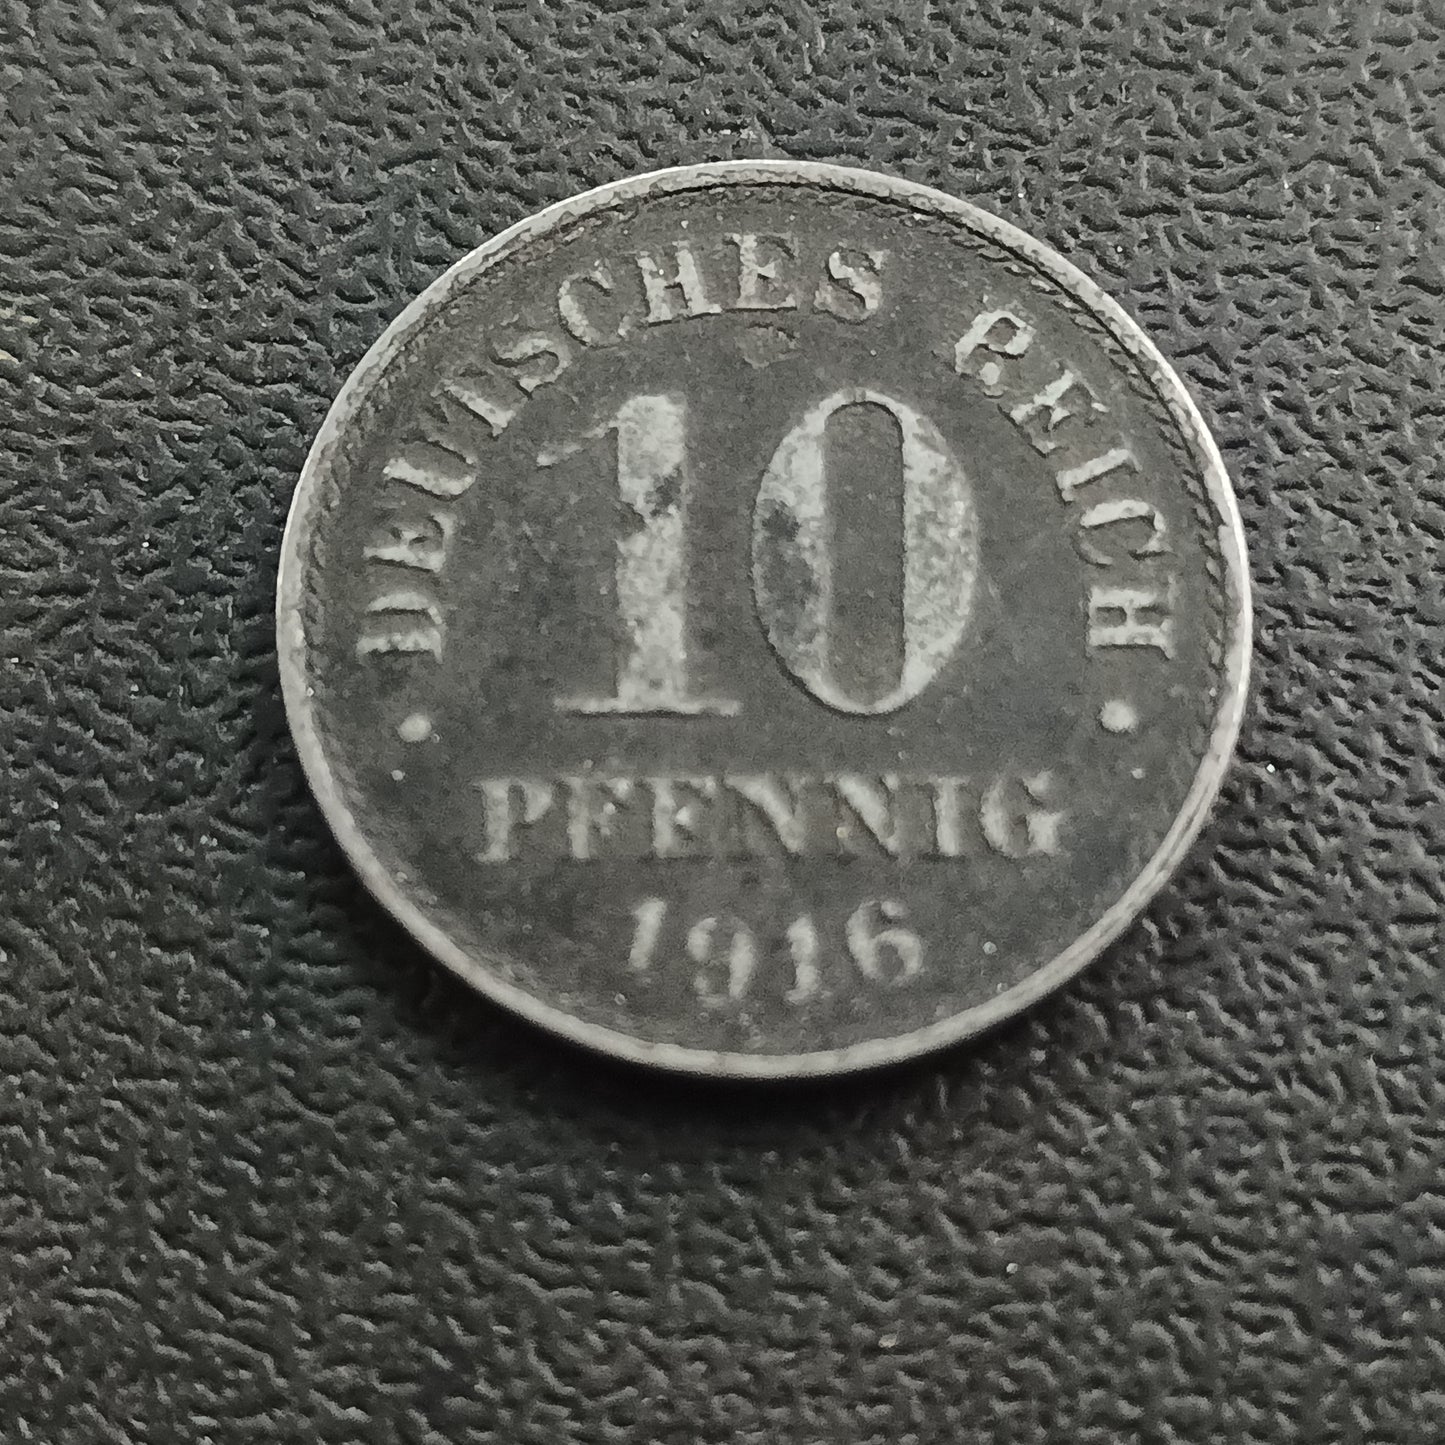 DEUTSCHES REICH
10
PFENNIG
1916